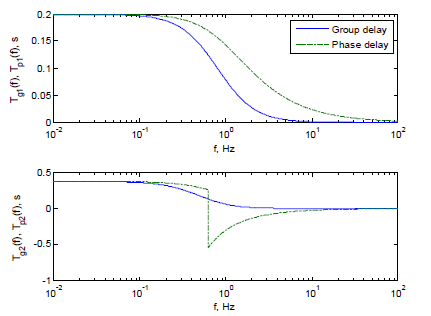 0.2
0.15
0.1
0.05
0
T_g1(f), T_p1(f), s
Group delay
Phase delay
10^-2 10^-1 10^0 10^1 10^2
f, Hz
0.5
0
-0.5
-1
T_g2(f), T_p2(f), s
10^-2 10^-1 10^0 10^1 10^2
f, Hz